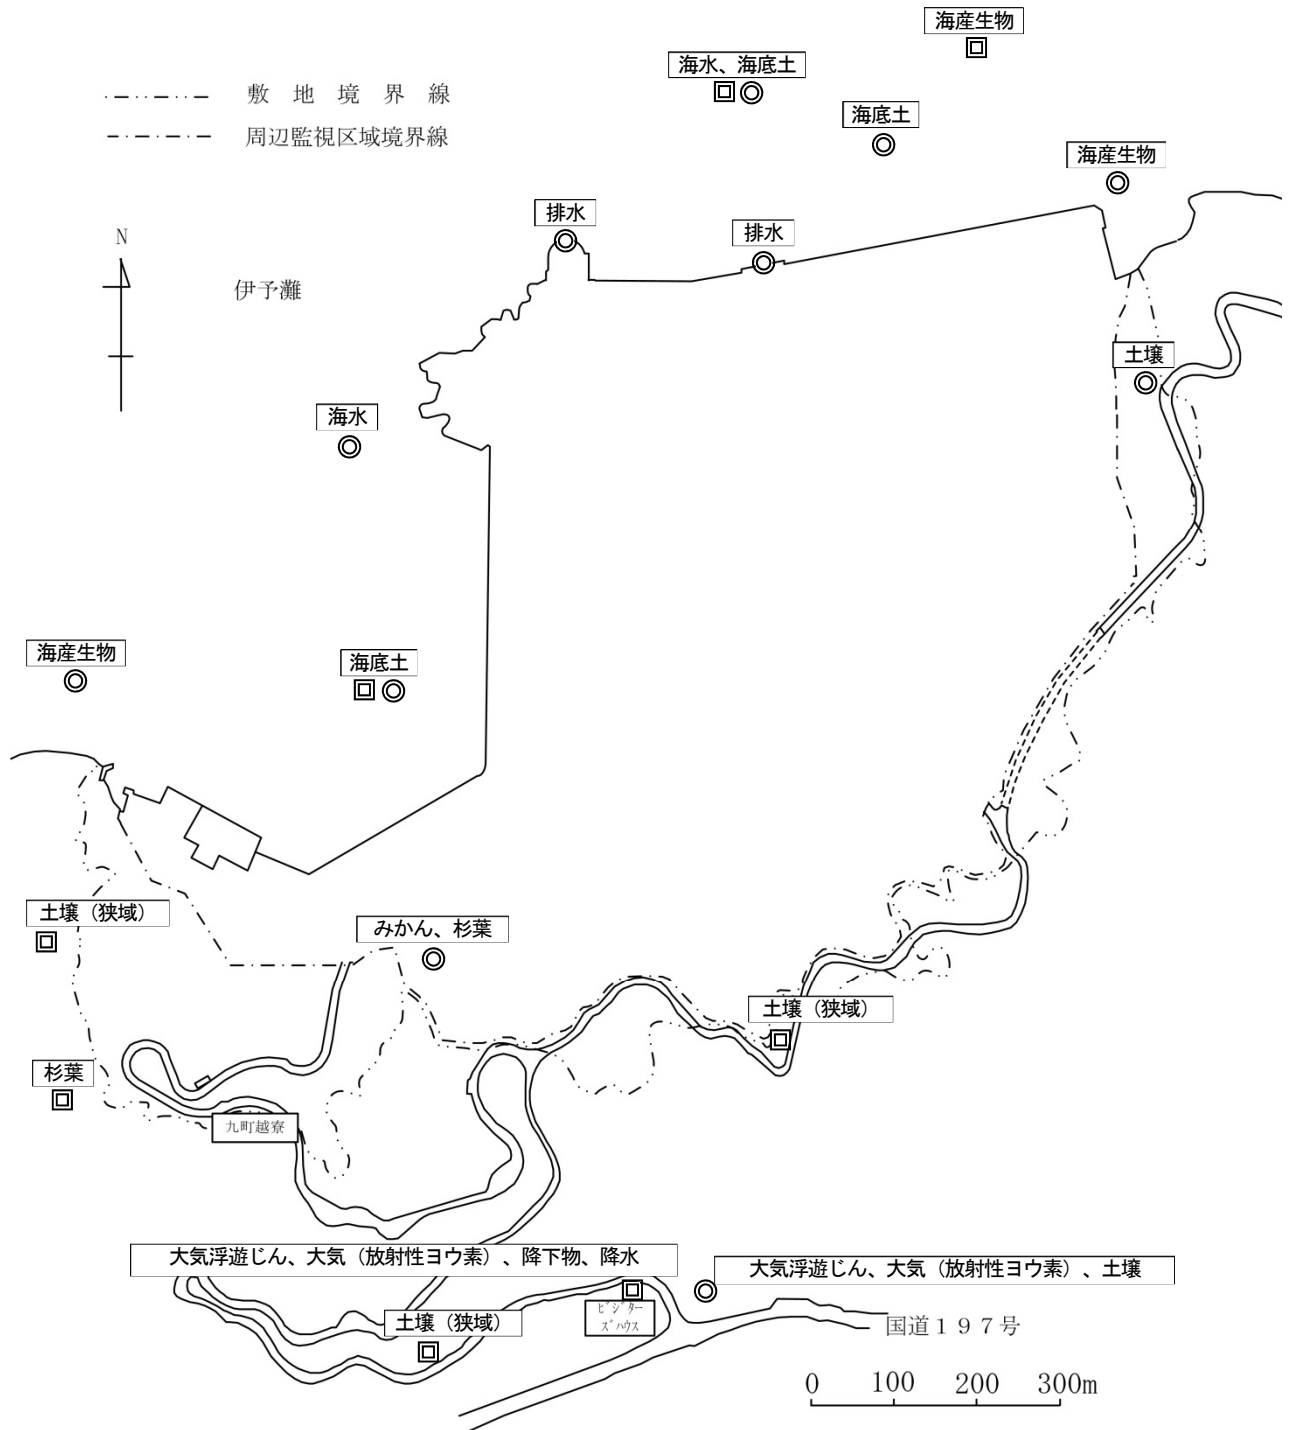 海産生物
海水、海底土
敷地境界線
海底土
周辺監視区域境界線
海産生物
排水
排水
N
伊予灘
土壌
海水
海産生物
海底土
土壌（狭域）
みかん、杉葉
土壌（狭域）
杉葉
九町越寮
大気浮遊じん、大気（放射性ヨウ素）、降下物、降水
大気浮遊じん、大気（放射性ヨウ素）、土壌
ﾋﾞｼﾞﾀｰ
ｽﾞﾊｳｽ
土壌（狭域）
国道１９７号
0 100 200 300m